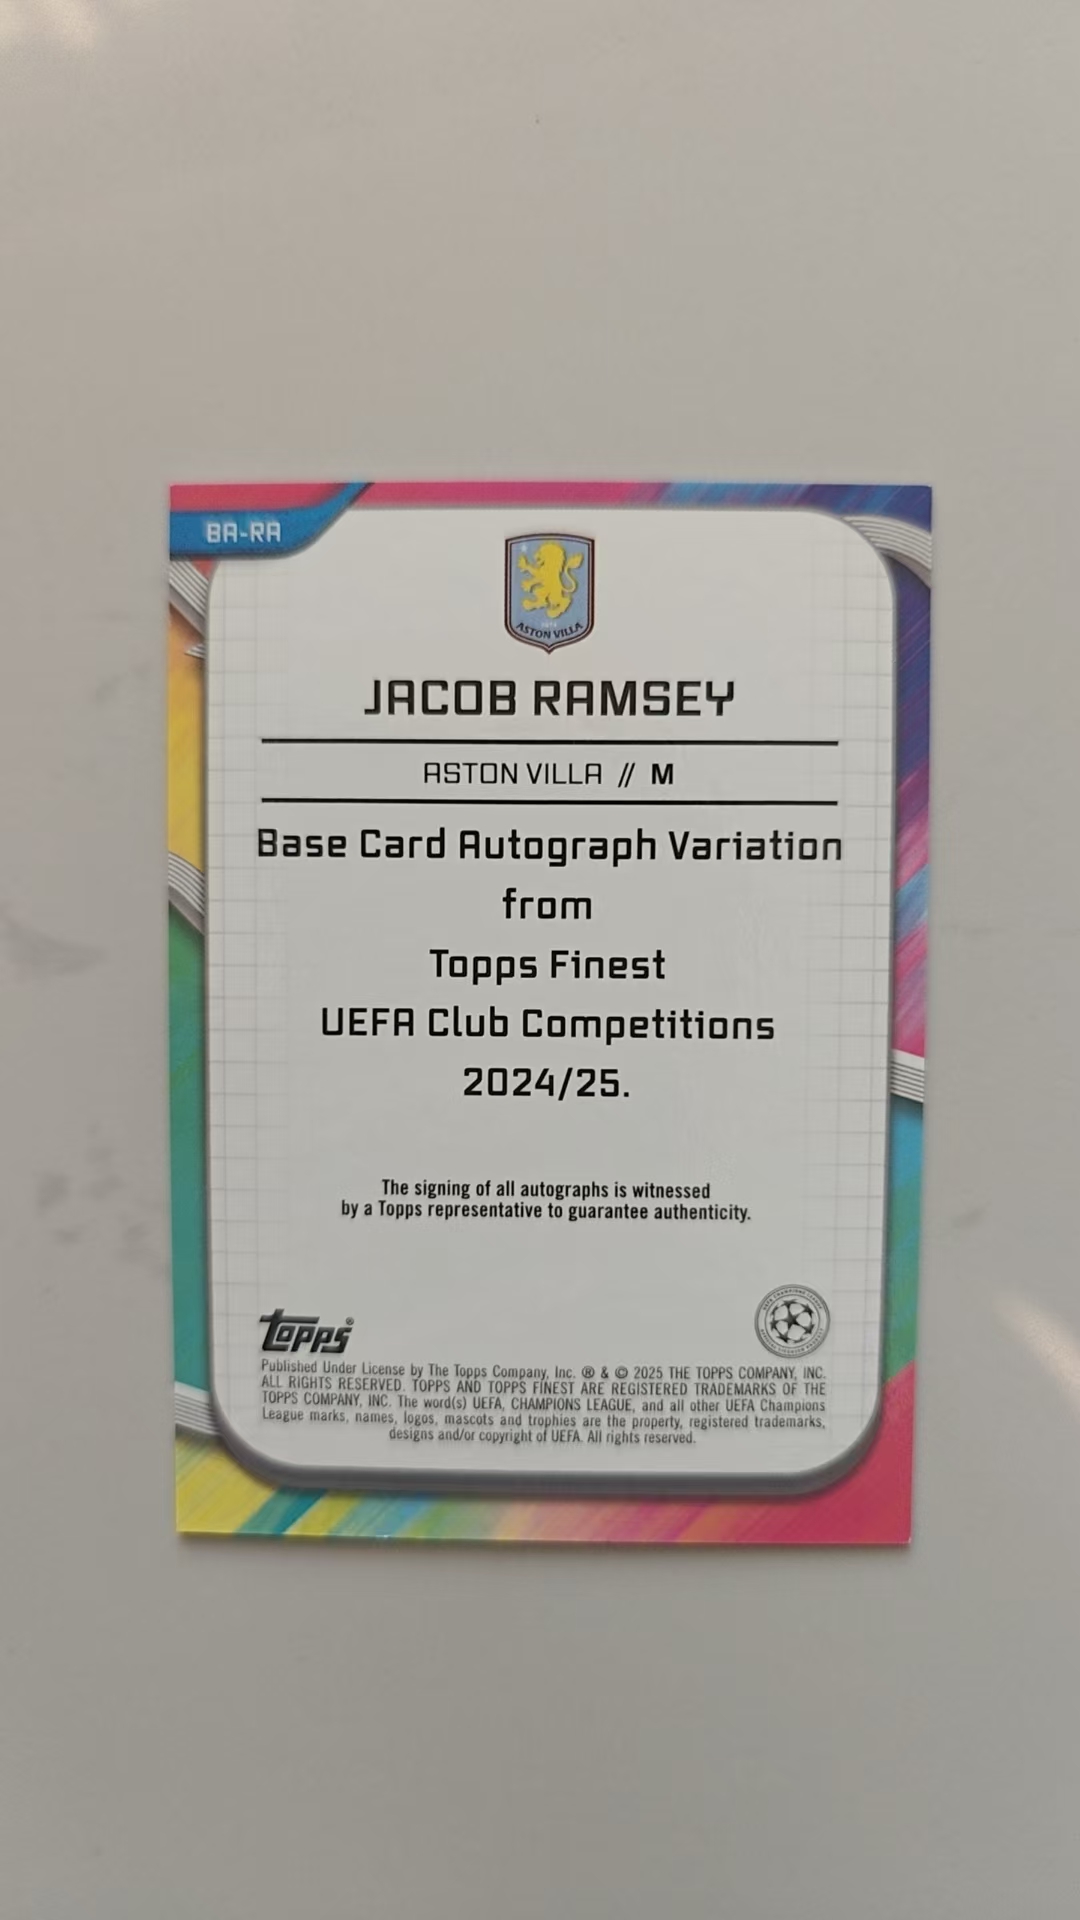 BA-RA
ASTON VILLA
JACOB RAMSEY
ASTON VILLA // M
Base Card Autograph Variation
from
Topps Finest
UEFA Club Competitions
2024/25.
The signing of all autographs is witnessed
by a Topps representative to guarantee authenticity.
topps®
Published Under License by The Topps Company, Inc. ® & © 2025 THE TOPPS COMPANY, INC.
ALL RIGHTS RESERVED. TOPPS AND TOPPS FINEST ARE REGISTERED TRADEMARKS OF THE
TOPPS COMPANY, INC. The word(s) UEFA, CHAMPIONS LEAGUE, and all other UEFA Champions
League marks, names, logos, mascots and trophies are the property, registered trademarks,
designs and/or copyright of UEFA. All rights reserved.